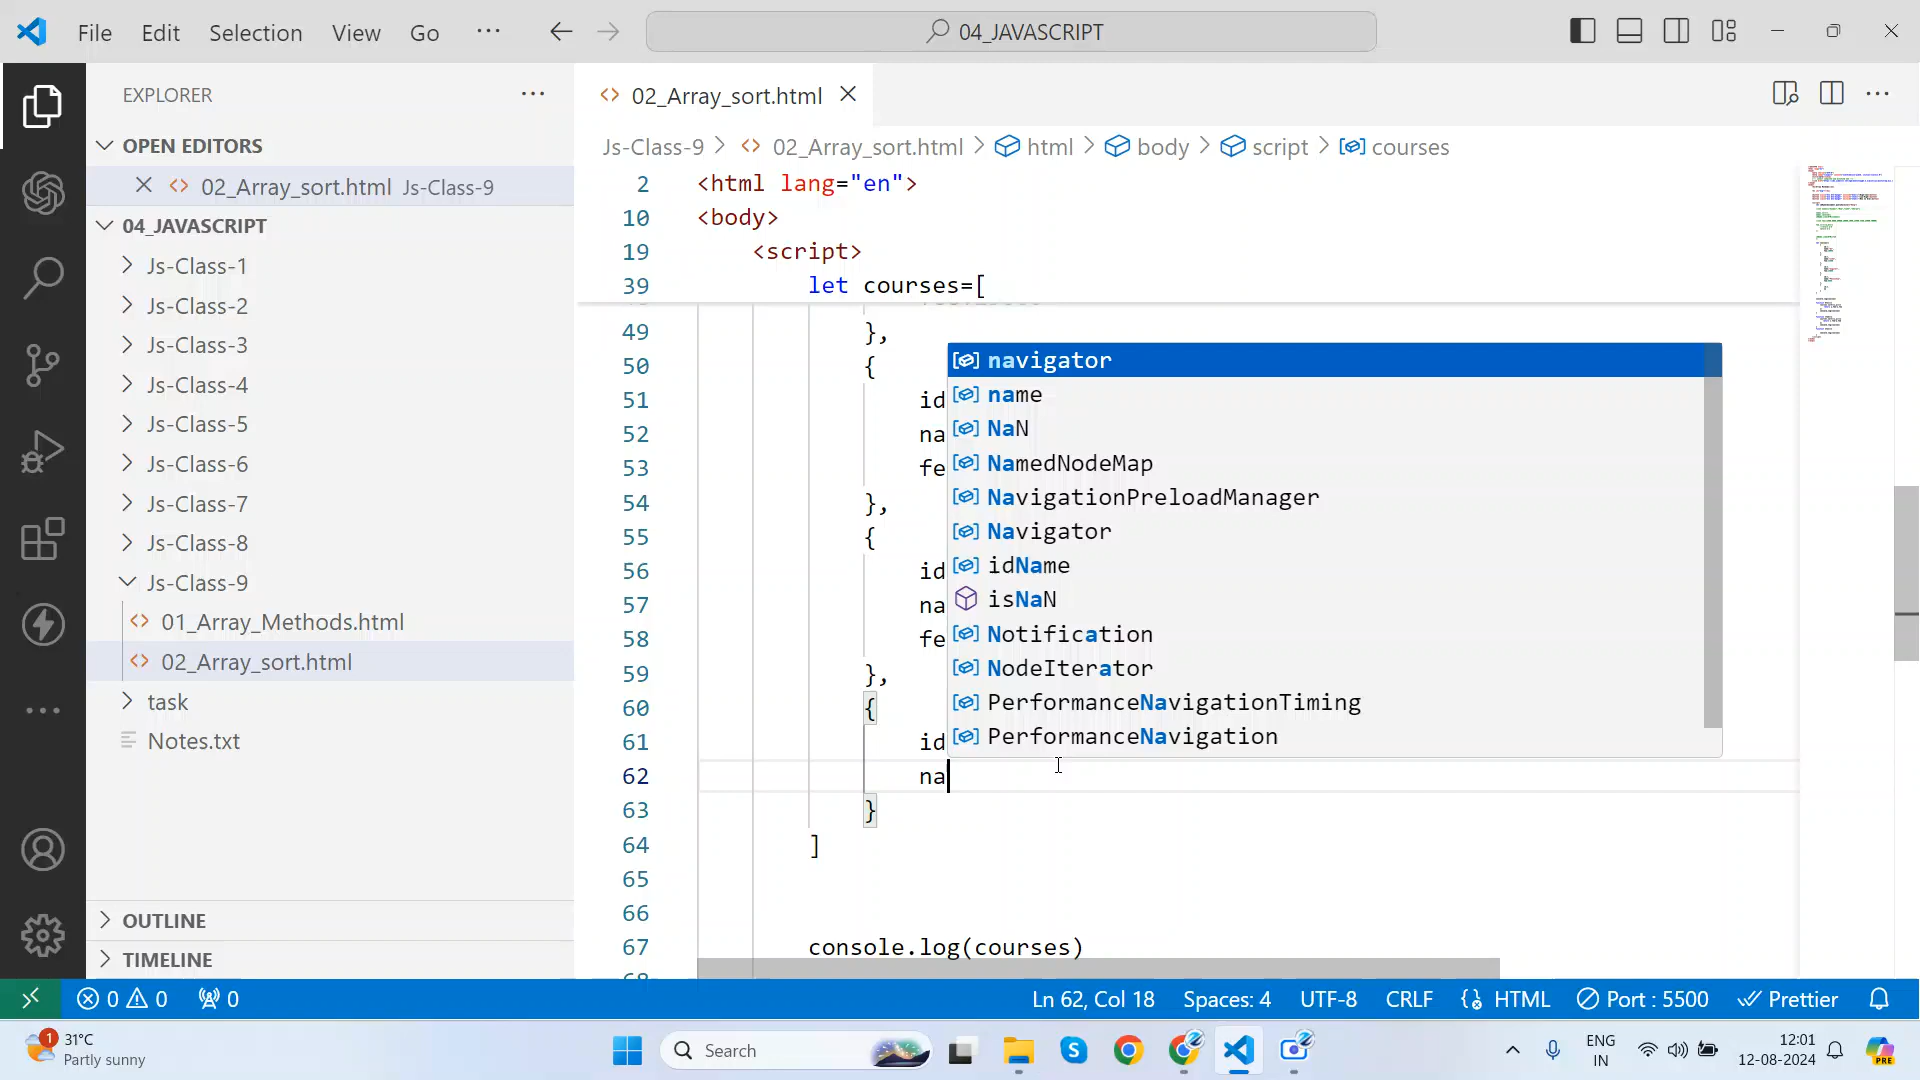 File Edit Selection View Go ...
04_JAVASCRIPT
EXPLORER
OPEN EDITORS
02_Array_sort.html Js-Class-9
04_JAVASCRIPT
Js-Class-1
Js-Class-2
Js-Class-3
Js-Class-4
Js-Class-5
Js-Class-6
Js-Class-7
Js-Class-8
Js-Class-9
01_Array_Methods.html
02_Array_sort.html
task
Notes.txt
OUTLINE
TIMELINE
02_Array_sort.html
Js-Class-9 > 02_Array_sort.html > html > body > script > courses
2 <html lang="en">
10 <body>
19 <script>
39 let courses=[
49 },
50 {
51 id
52 na
53 fe
54 },
55 {
56 id
57 na
58 fe
59 },
60 {
61 id
62 na
63 }
64 ]
65
66
67 console.log(courses)
navigator
name
NaN
NamedNodeMap
NavigationPreloadManager
Navigator
idName
isNaN
Notification
NodeIterator
PerformanceNavigationTiming
PerformanceNavigation
0 0 0
Ln 62, Col 18 Spaces: 4 UTF-8 CRLF HTML Port : 5500 Prettier
1
31°C
Partly sunny
Search
ENG
IN
12:01
12-08-2024
PRE